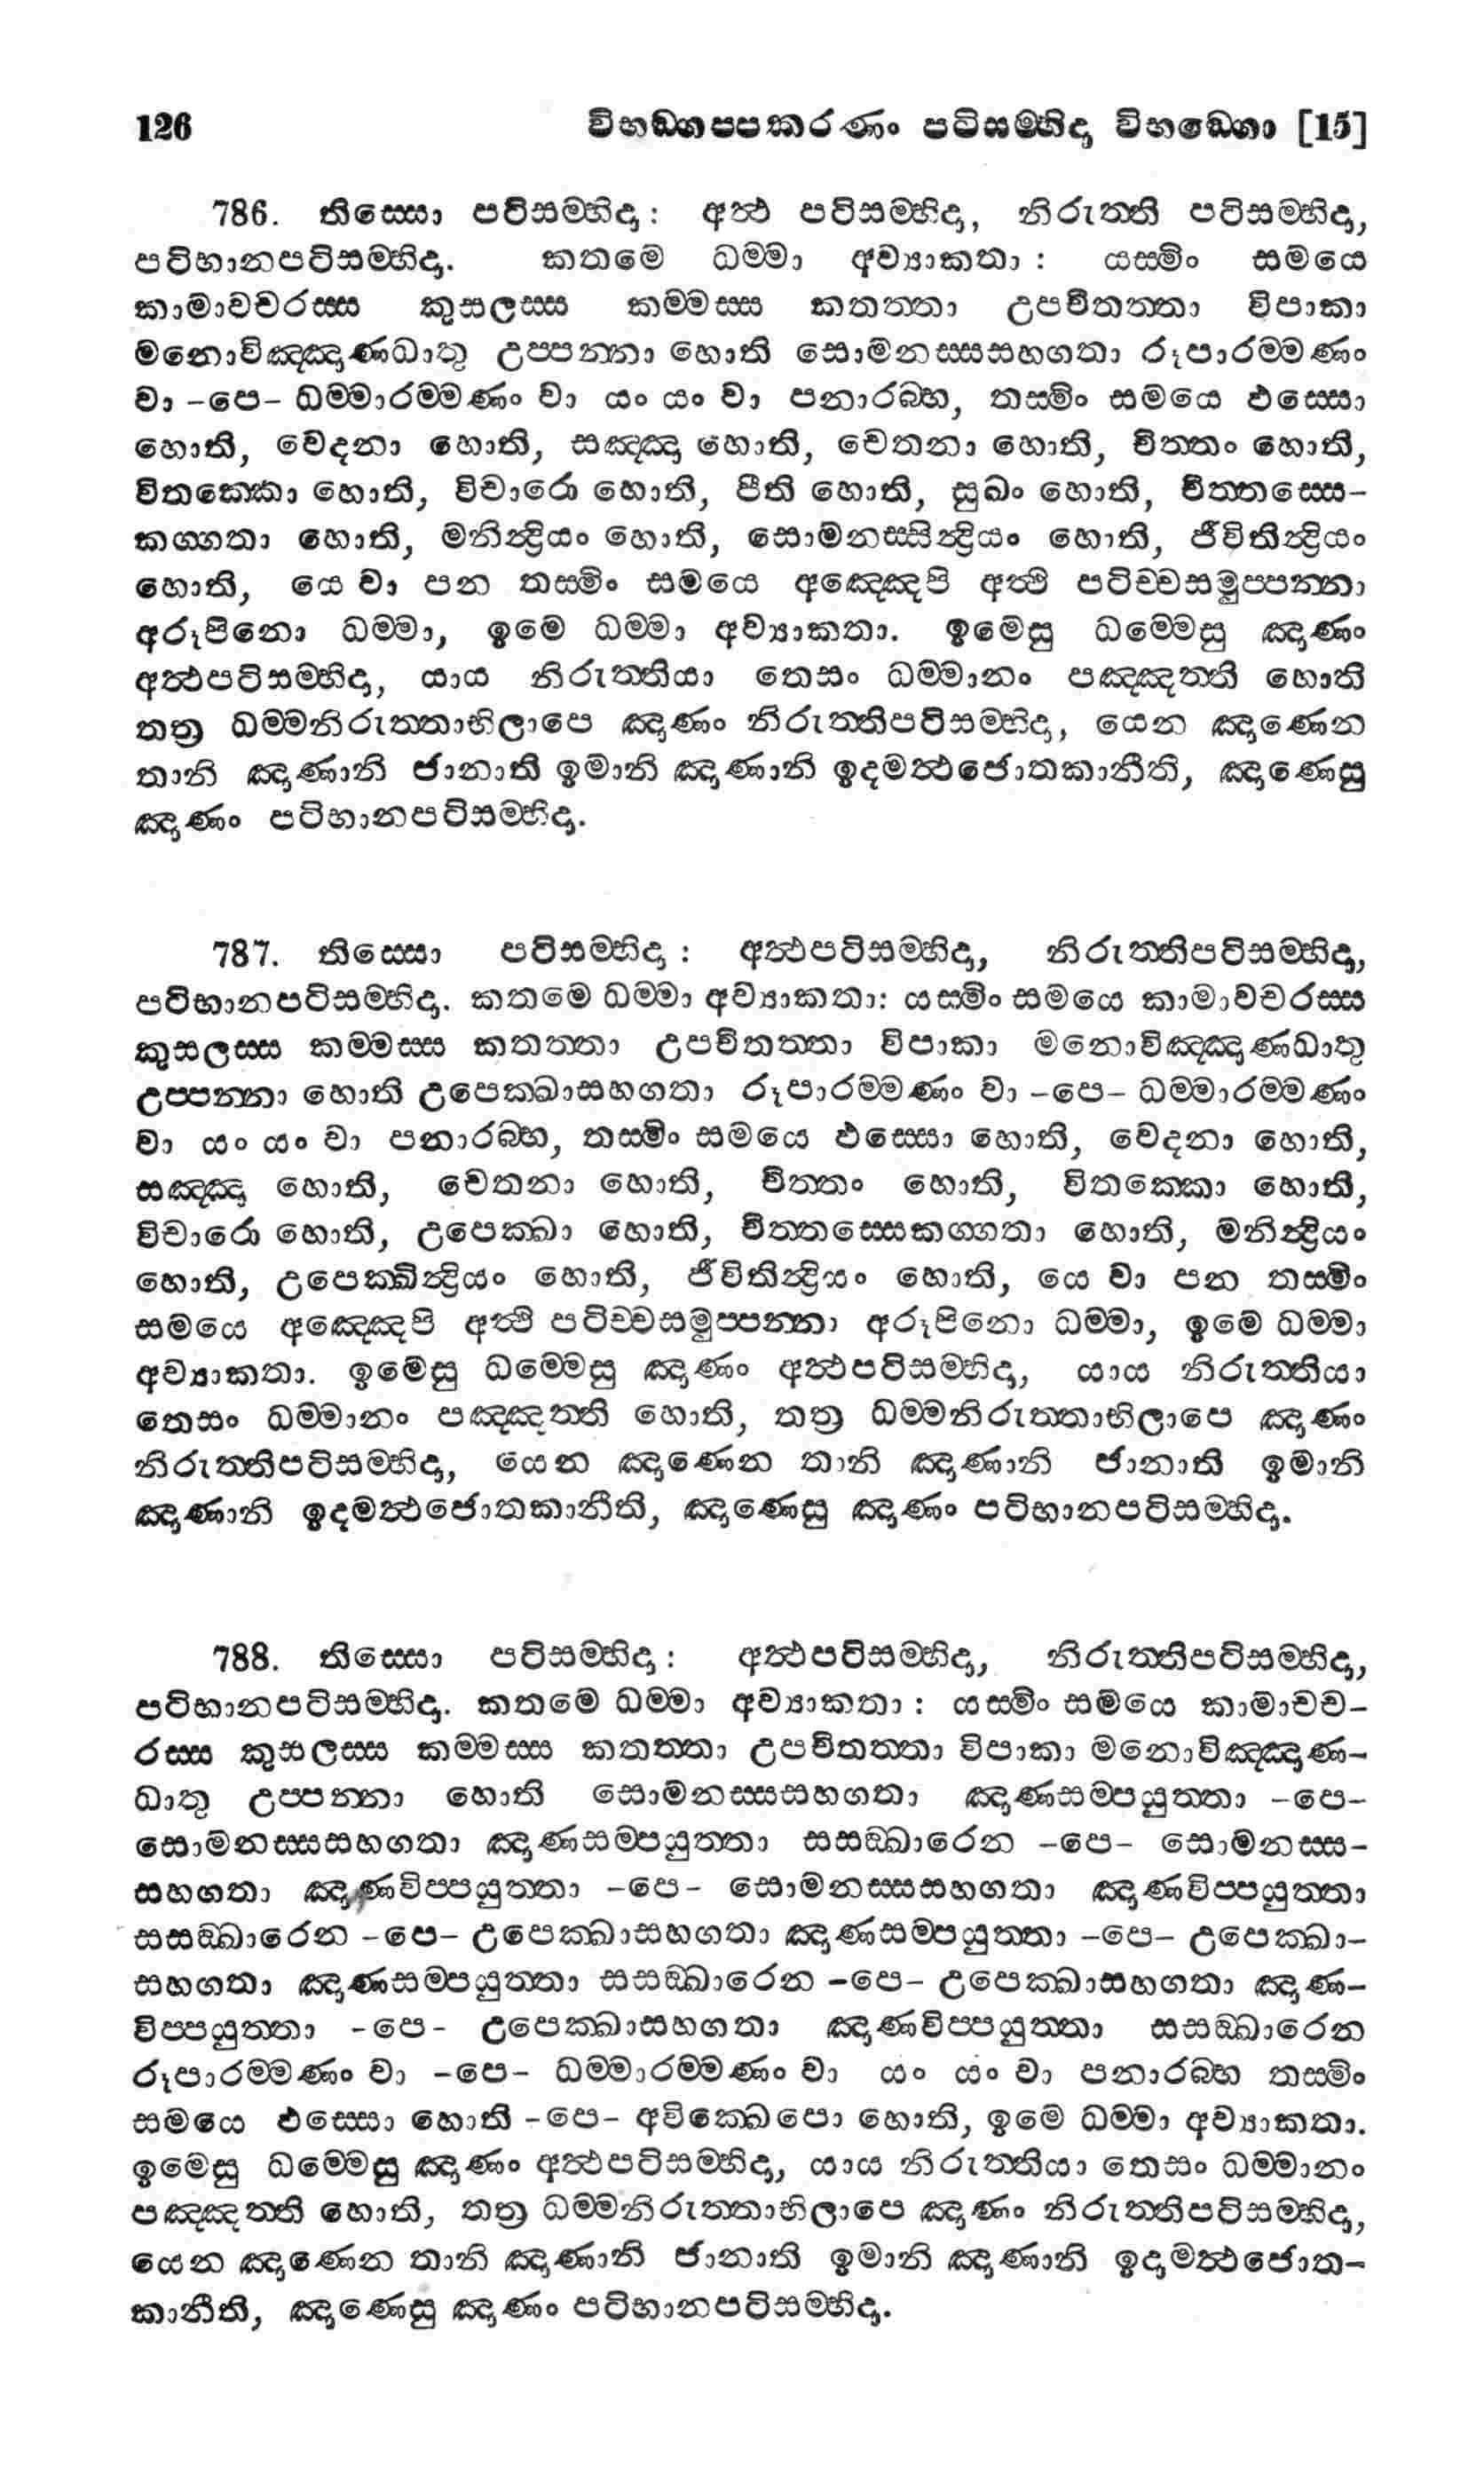 126 විභඞ්ගප්පකරණං පටිසම්භිදා විභඞ්ගො [15]
786. තිස්සො පටිසම්භිදා : අත්ථ පටිසම්භිදා, නිරුත්ති පටිසම්භිදා,
පටිභානපටිසම්භිදා. කතමෙ ධම්මා අව්‍යාකතා : යස්මිං සමයෙ
කාමාවචරස්ස කුසලස්ස කම්මස්ස කතත්තා උපචිතත්තා විපාකා
මනොවිඤ්ඤාණධාතු උප්පන්නා හොති සොමනස්සසහගතා රූපාරම්මණං
වා -පෙ- ධම්මාරම්මණං වා යං යං වා පනාරබ්භ, තස්මිං සමයෙ ඵස්සො
හොති, වෙදනා හොති, සඤ්ඤා හොති, චෙතනා හොති, චිත්තං හොති,
විතක්කො හොති, විචාරො හොති, පීති හොති, සුඛං හොති, චිත්තස්සෙ-
කග්ගතා හොති, මනින්ද්‍රියං හොති, සොමනස්සින්ද්‍රියං හොති, ජීවිතින්ද්‍රියං
හොති, යෙ වා පන තස්මිං සමයෙ අඤ්ඤෙපි අත්ථි පටිච්චසමුප්පන්නා
අරූපිනො ධම්මා, ඉමෙ ධම්මා අව්‍යාකතා. ඉමෙසු ධම්මෙසු ඤාණං
අත්ථපටිසම්භිදා, යාය නිරුත්තියා තෙසං ධම්මානං පඤ්ඤත්ති හොති
තත්‍ර ධම්මනිරුත්තාභිලාපෙ ඤාණං නිරුත්තිපටිසම්භිදා, යෙන ඤාණෙන
තානි ඤාණානි ජානාති ඉමානි ඤාණානි ඉදමත්ථජොතකානීති, ඤාණෙසු
ඤාණං පටිභානපටිසම්භිදා.
787. තිස්සො පටිසම්භිදා : අත්ථපටිසම්භිදා, නිරුත්තිපටිසම්භිදා,
පටිභානපටිසම්භිදා. කතමෙ ධම්මා අව්‍යාකතා: යස්මිං සමයෙ කාමාවචරස්ස
කුසලස්ස කම්මස්ස කතත්තා උපචිතත්තා විපාකා මනොවිඤ්ඤාණධාතු
උප්පන්නා හොති උපෙක්ඛාසහගතා රූපාරම්මණං වා -පෙ- ධම්මාරම්මණං
වා යං යං වා පනාරබ්භ, තස්මිං සමයෙ ඵස්සො හොති, වෙදනා හොති,
සඤ්ඤා හොති, චෙතනා හොති, චිත්තං හොති, විතක්කො හොති,
විචාරො හොති, උපෙක්ඛා හොති, චිත්තස්සෙකග්ගතා හොති, මනින්ද්‍රියං
හොති, උපෙක්ඛින්ද්‍රියං හොති, ජීවිතින්ද්‍රියං හොති, යෙ වා පන තස්මිං
සමයෙ අඤ්ඤෙපි අත්ථි පටිච්චසමුප්පන්නා අරූපිනො ධම්මා, ඉමෙ ධම්මා
අව්‍යාකතා. ඉමෙසු ධම්මෙසු ඤාණං අත්ථපටිසම්භිදා, යාය නිරුත්තියා
තෙසං ධම්මානං පඤ්ඤත්ති හොති, තත්‍ර ධම්මනිරුත්තාභිලාපෙ ඤාණං
නිරුත්තිපටිසම්භිදා, යෙන ඤාණෙන තානි ඤාණානි ජානාති ඉමානි
ඤාණානි ඉදමත්ථජොතකානීති, ඤාණෙසු ඤාණං පටිභානපටිසම්භිදා.
788. තිස්සො පටිසම්භිදා : අත්ථපටිසම්භිදා, නිරුත්තිපටිසම්භිදා,
පටිභානපටිසම්භිදා. කතමෙ ධම්මා අව්‍යාකතා : යස්මිං සමයෙ කාමාවච-
රස්ස කුසලස්ස කම්මස්ස කතත්තා උපචිතත්තා විපාකා මනොවිඤ්ඤාණ-
ධාතු උප්පන්නා හොති සොමනස්සසහගතා ඤාණසම්පයුත්තා -පෙ-
සොමනස්සසහගතා ඤාණසම්පයුත්තා සසඞ්ඛාරෙන -පෙ- සොමනස්ස-
සහගතා ඤාණවිප්පයුත්තා -පෙ- සොමනස්සසහගතා ඤාණවිප්පයුත්තා
සසඞ්ඛාරෙන -පෙ- උපෙක්ඛාසහගතා ඤාණසම්පයුත්තා -පෙ- උපෙක්ඛා-
සහගතා ඤාණසම්පයුත්තා සසඞ්ඛාරෙන -පෙ- උපෙක්ඛාසහගතා ඤාණ-
විප්පයුත්තා -පෙ- උපෙක්ඛාසහගතා ඤාණවිප්පයුත්තා සසඞ්ඛාරෙන
රූපාරම්මණං වා -පෙ- ධම්මාරම්මණං වා යං යං වා පනාරබ්භ තස්මිං
සමයෙ ඵස්සො හොති -පෙ- අවික්ඛෙපො හොති, ඉමෙ ධම්මා අව්‍යාකතා.
ඉමෙසු ධම්මෙසු ඤාණං අත්ථපටිසම්භිදා, යාය නිරුත්තියා තෙසං ධම්මානං
පඤ්ඤත්ති හොති, තත්‍ර ධම්මනිරුත්තාභිලාපෙ ඤාණං නිරුත්තිපටිසම්භිදා,
යෙන ඤාණෙන තානි ඤාණානි ජානාති ඉමානි ඤාණානි ඉදාමත්ථජොත-
කානීති, ඤාණෙසු ඤාණං පටිභානපටිසම්භිදා.